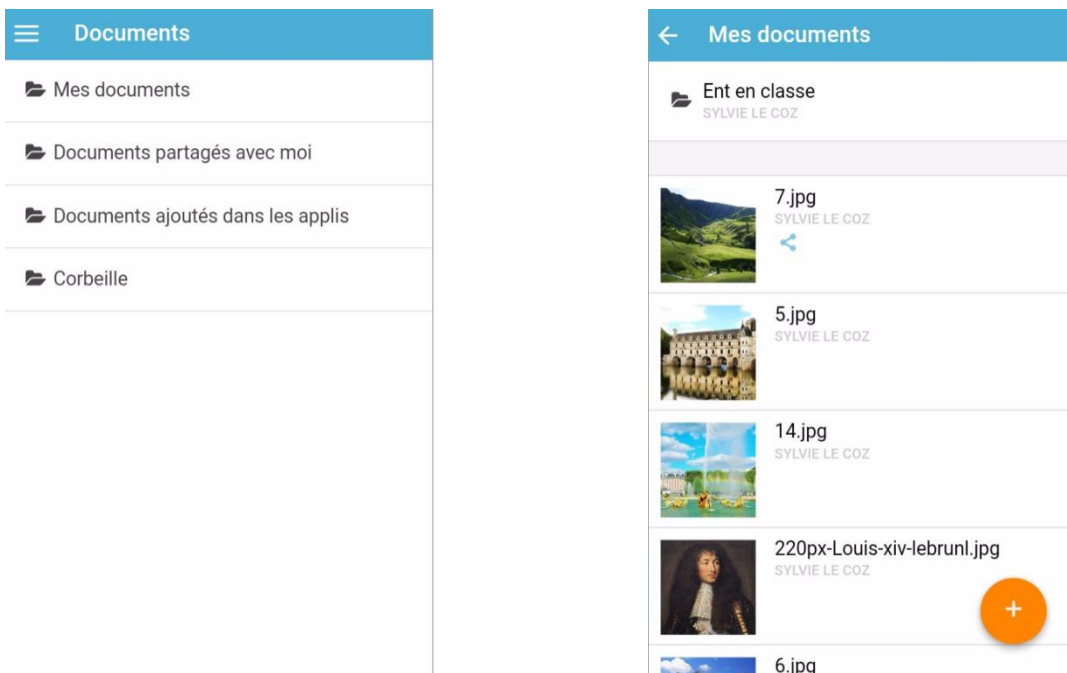 Documents
Mes documents
Documents partagés avec moi
Documents ajoutés dans les applis
Corbeille
Mes documents
Ent en classe
SYLVIE LE COZ
7.jpg
SYLVIE LE COZ
5.jpg
SYLVIE LE COZ
14.jpg
SYLVIE LE COZ
220px-Louis-xiv-lebrunl.jpg
SYLVIE LE COZ
6.jpg